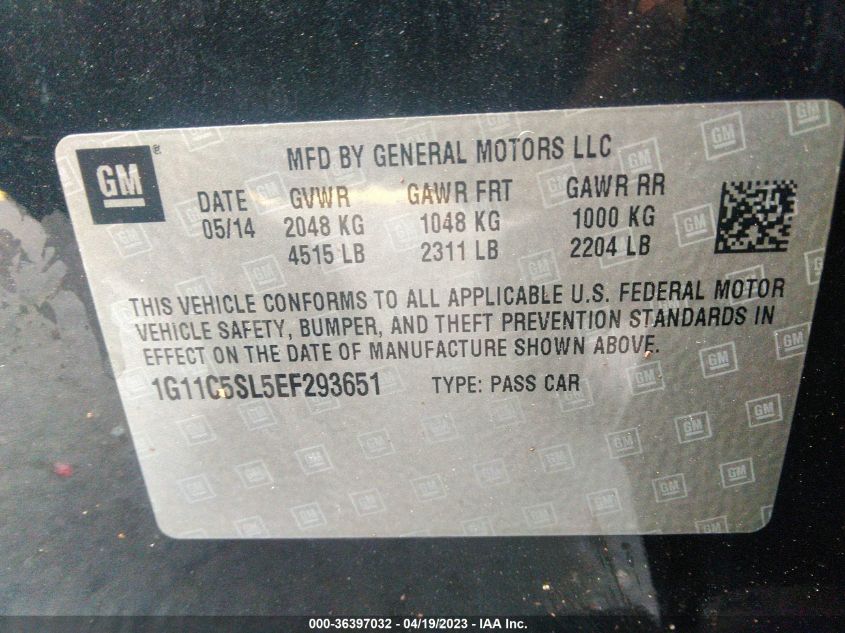 GM
MFD BY GENERAL MOTORS LLC
DATE GVWR GAWR FRT GAWR RR
05/14 2048 KG 1048 KG 1000 KG
4515 LB 2311 LB 2204 LB
THIS VEHICLE CONFORMS TO ALL APPLICABLE U.S. FEDERAL MOTOR
VEHICLE SAFETY, BUMPER, AND THEFT PREVENTION STANDARDS IN
EFFECT ON THE DATE OF MANUFACTURE SHOWN ABOVE.
1G11C5SL5EF293651 TYPE: PASS CAR
000-36397032 - 04/19/2023 - IAA Inc.